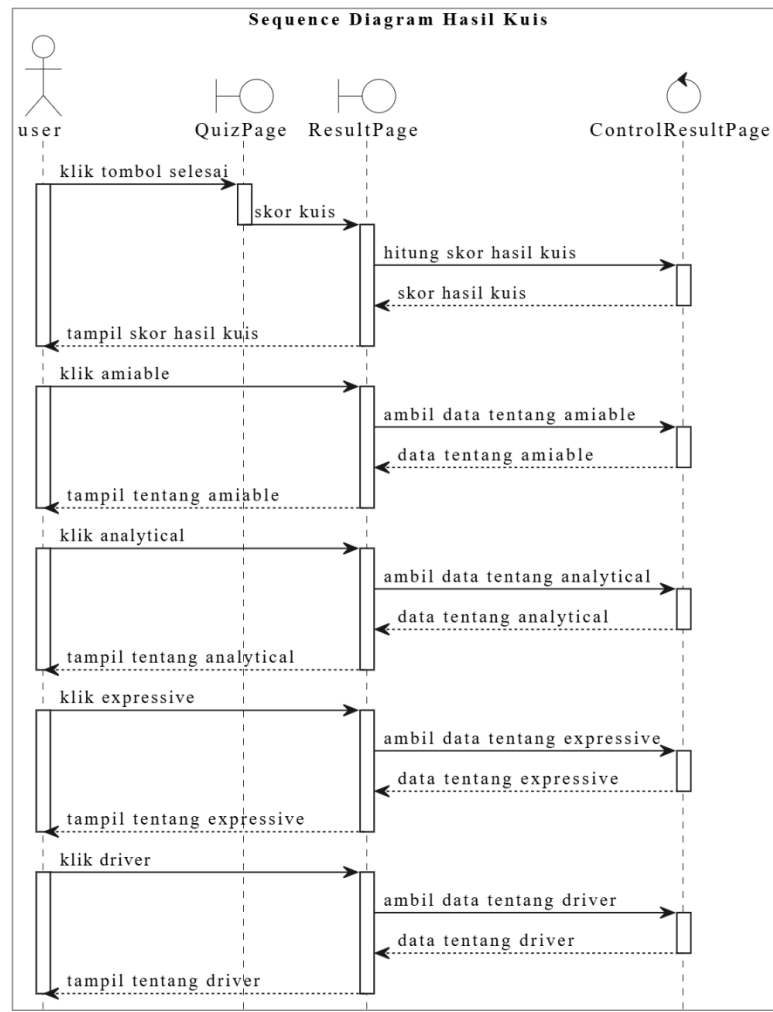 Sequence Diagram Hasil Kuis
user
QuizPage
ResultPage
ControlResultPage
klik tombol selesai
skor kuis
hitung skor hasil kuis
skor hasil kuis
tampil skor hasil kuis
klik amiable
ambil data tentang amiable
data tentang amiable
tampil tentang amiable
klik analytical
ambil data tentang analytical
data tentang analytical
tampil tentang analytical
klik expressive
ambil data tentang expressive
data tentang expressive
tampil tentang expressive
klik driver
ambil data tentang driver
data tentang driver
tampil tentang driver